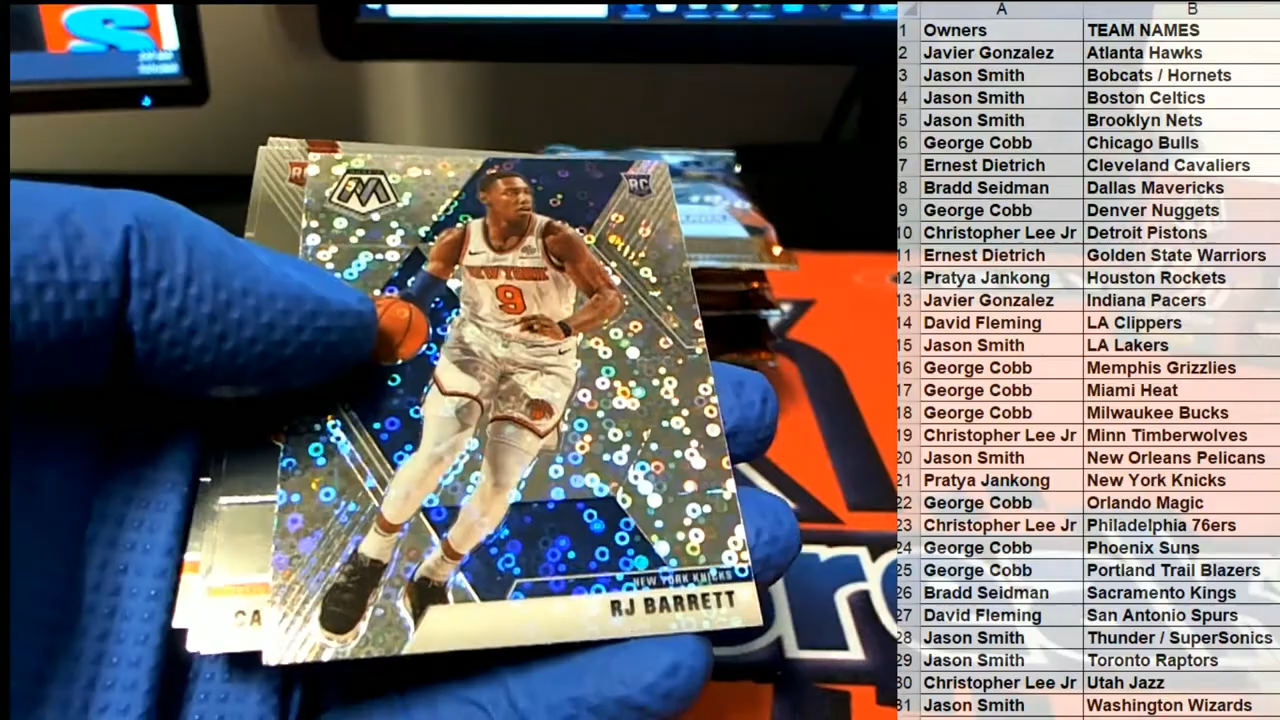 A B
1 Owners TEAM NAMES
2 Javier Gonzalez Atlanta Hawks
3 Jason Smith Bobcats / Hornets
4 Jason Smith Boston Celtics
5 Jason Smith Brooklyn Nets
6 George Cobb Chicago Bulls
7 Ernest Dietrich Cleveland Cavaliers
8 Bradd Seidman Dallas Mavericks
9 George Cobb Denver Nuggets
10 Christopher Lee Jr Detroit Pistons
11 Ernest Dietrich Golden State Warriors
12 Pratya Jankong Houston Rockets
13 Javier Gonzalez Indiana Pacers
14 David Fleming LA Clippers
15 Jason Smith LA Lakers
16 George Cobb Memphis Grizzlies
17 George Cobb Miami Heat
18 George Cobb Milwaukee Bucks
19 Christopher Lee Jr Minn Timberwolves
20 Jason Smith New Orleans Pelicans
21 Pratya Jankong New York Knicks
22 George Cobb Orlando Magic
23 Christopher Lee Jr Philadelphia 76ers
24 George Cobb Phoenix Suns
25 George Cobb Portland Trail Blazers
26 Bradd Seidman Sacramento Kings
27 David Fleming San Antonio Spurs
28 Jason Smith Thunder / SuperSonics
29 Jason Smith Toronto Raptors
30 Christopher Lee Jr Utah Jazz
31 Jason Smith Washington Wizards
M
RC
NEW YORK
9
NEW YORK KNICKS
RJ BARRETT
CA